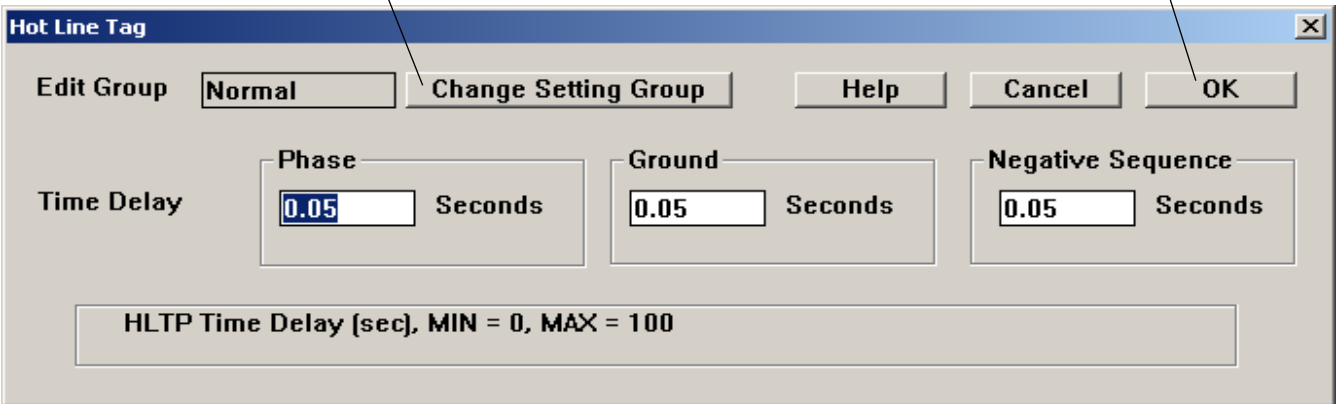 Hot Line Tag
Edit Group Normal Change Setting Group Help Cancel OK
Phase Ground Negative Sequence
Time Delay 0.05 Seconds 0.05 Seconds 0.05 Seconds
HLTP Time Delay (sec), MIN = 0, MAX = 100